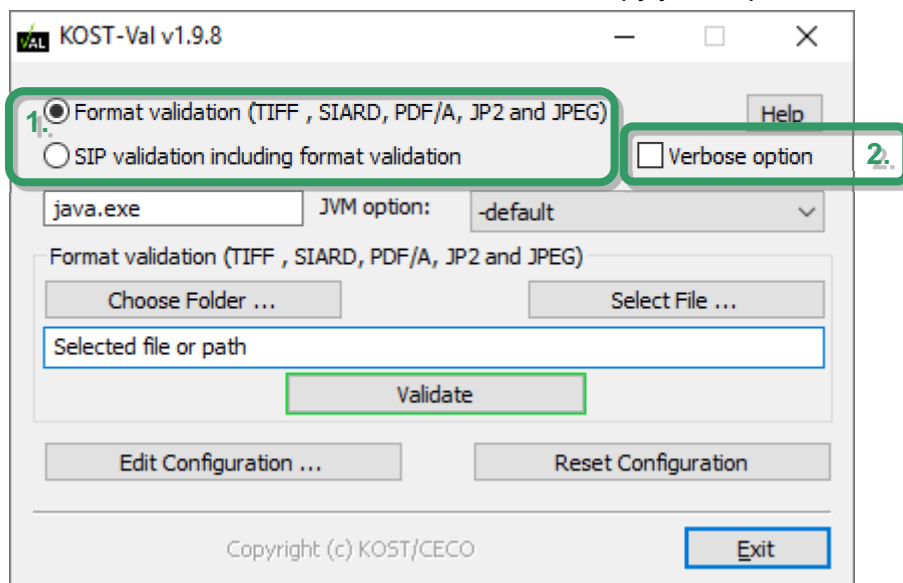 VAL KOST-Val v1.9.8
1. Format validation (TIFF , SIARD, PDF/A, JP2 and JPEG)
Help
SIP validation including format validation
Verbose option 2.
java.exe JVM option: -default
Format validation (TIFF , SIARD, PDF/A, JP2 and JPEG)
Choose Folder ... Select File ...
Selected file or path
Validate
Edit Configuration ... Reset Configuration
Copyright (c) KOST/CECO Exit